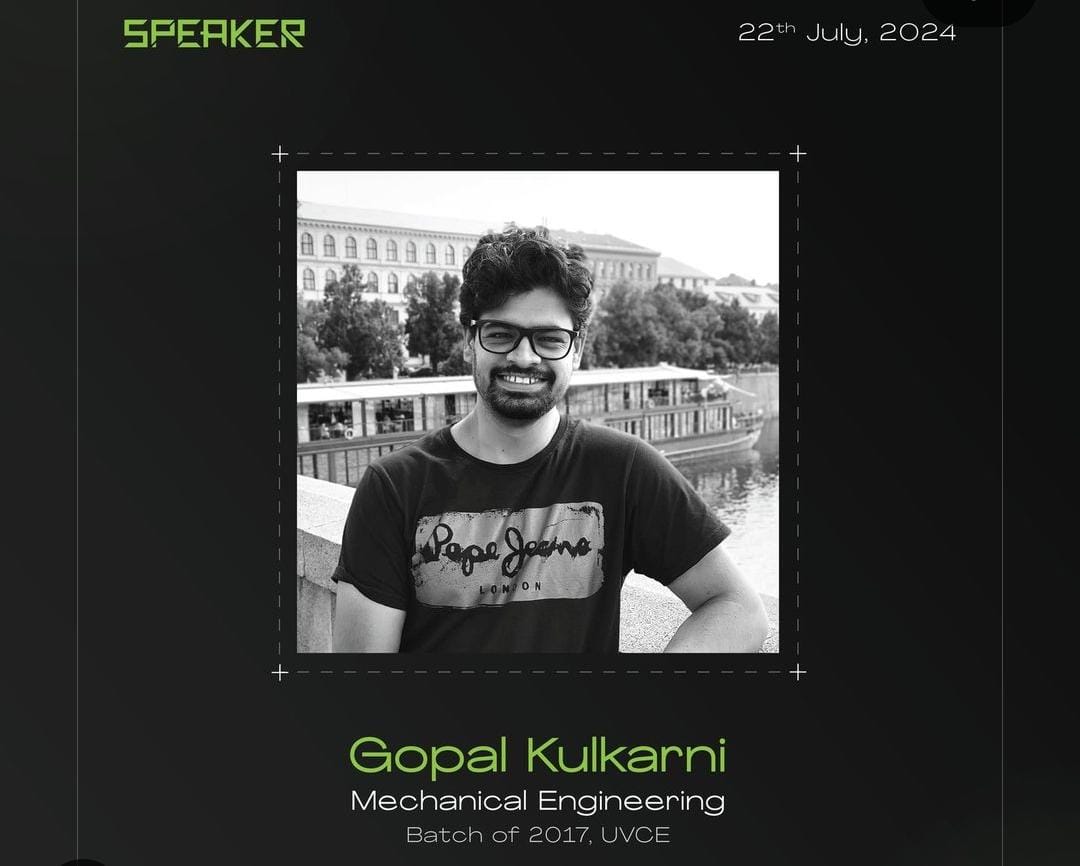 SPEAKER
22th July, 2024
Pepe Jeans
LONDON
Gopal Kulkarni
Mechanical Engineering
Batch of 2017, UVCE